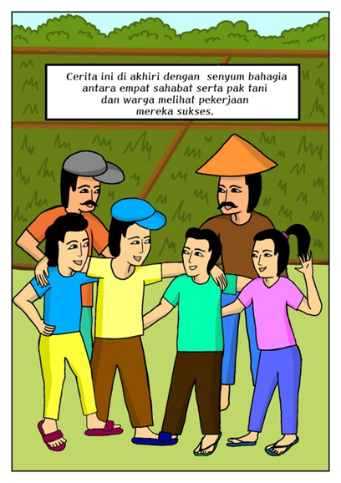 Cerita ini di akhiri dengan senyum bahagia
antara empat sahabat serta pak tani
dan warga melihat pekerjaan
mereka sukses.